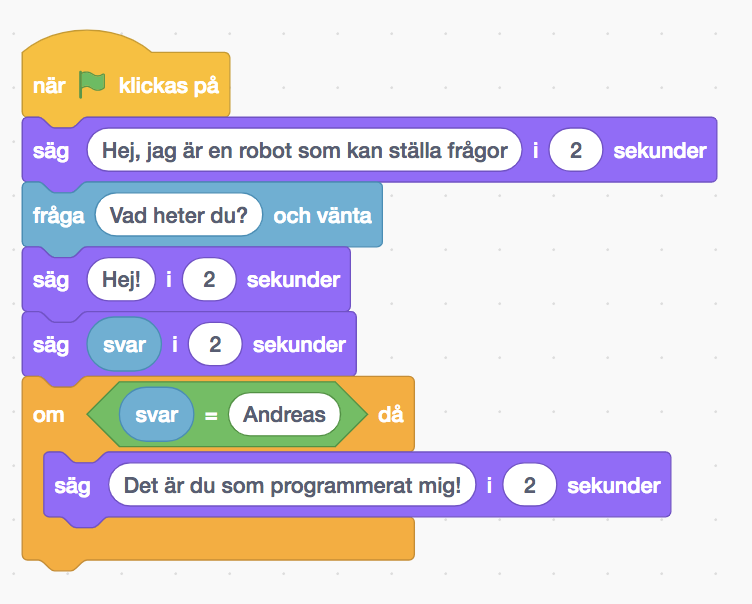 när klickas på
säg Hej, jag är en robot som kan ställa frågor i 2 sekunder
fråga Vad heter du? och vänta
säg Hej! i 2 sekunder
säg svar i 2 sekunder
om svar = Andreas då
säg Det är du som programmerat mig! i 2 sekunder